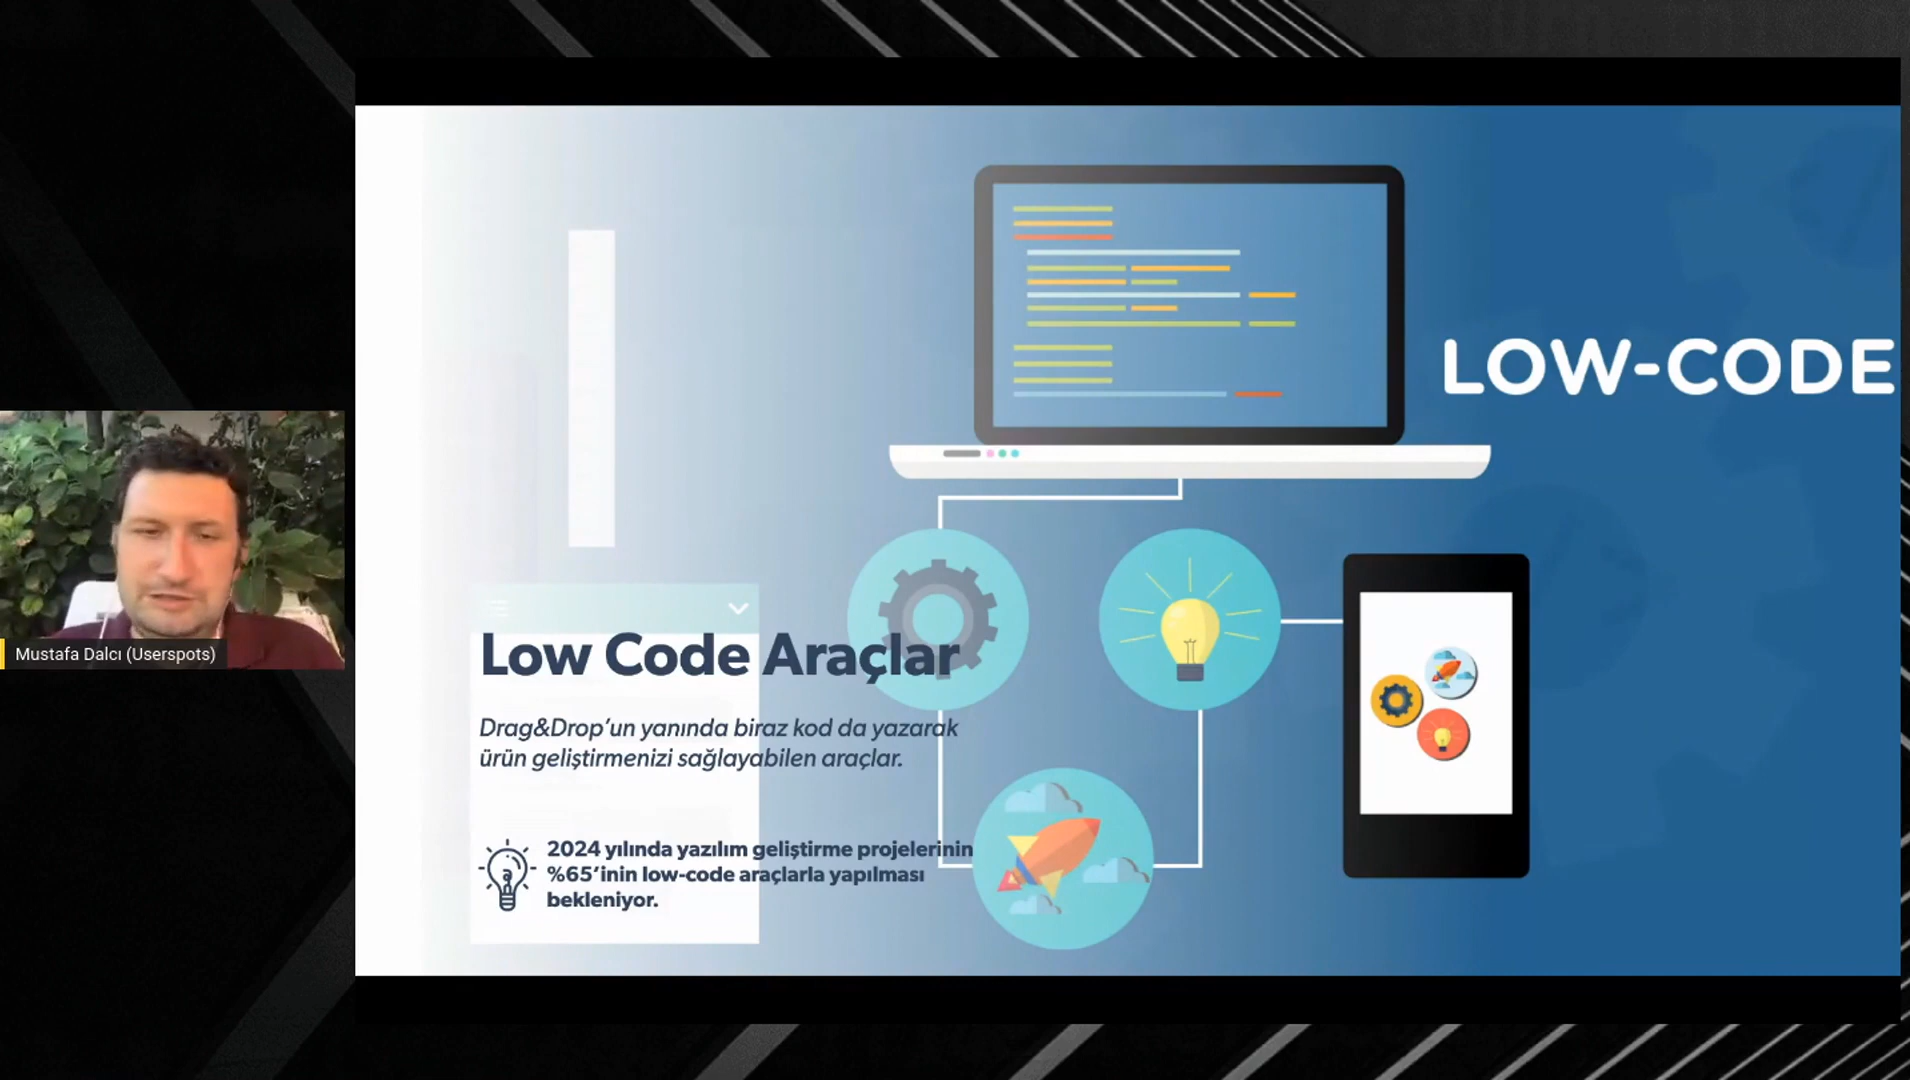 LOW-CODE
Low Code Araçlar
Drag&Drop’un yanında biraz kod da yazarak
ürün geliştirmenizi sağlayabilen araçlar.
2024 yılında yazılım geliştirme projelerinin
%65’inin low-code araçlarla yapılması
bekleniyor.
Mustafa Dalcı (Userspots)